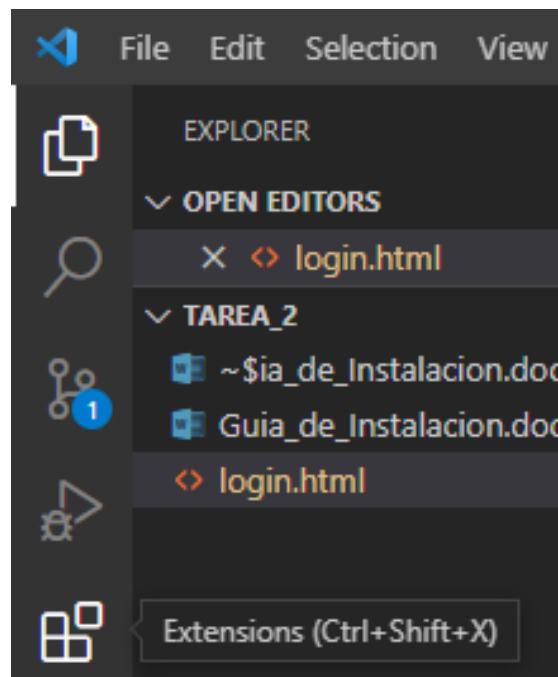 File Edit Selection View
EXPLORER
OPEN EDITORS
login.html
TAREA_2
~$ia_de_Instalacion.doc
Guia_de_Instalacion.doc
login.html
1
Extensions (Ctrl+Shift+X)